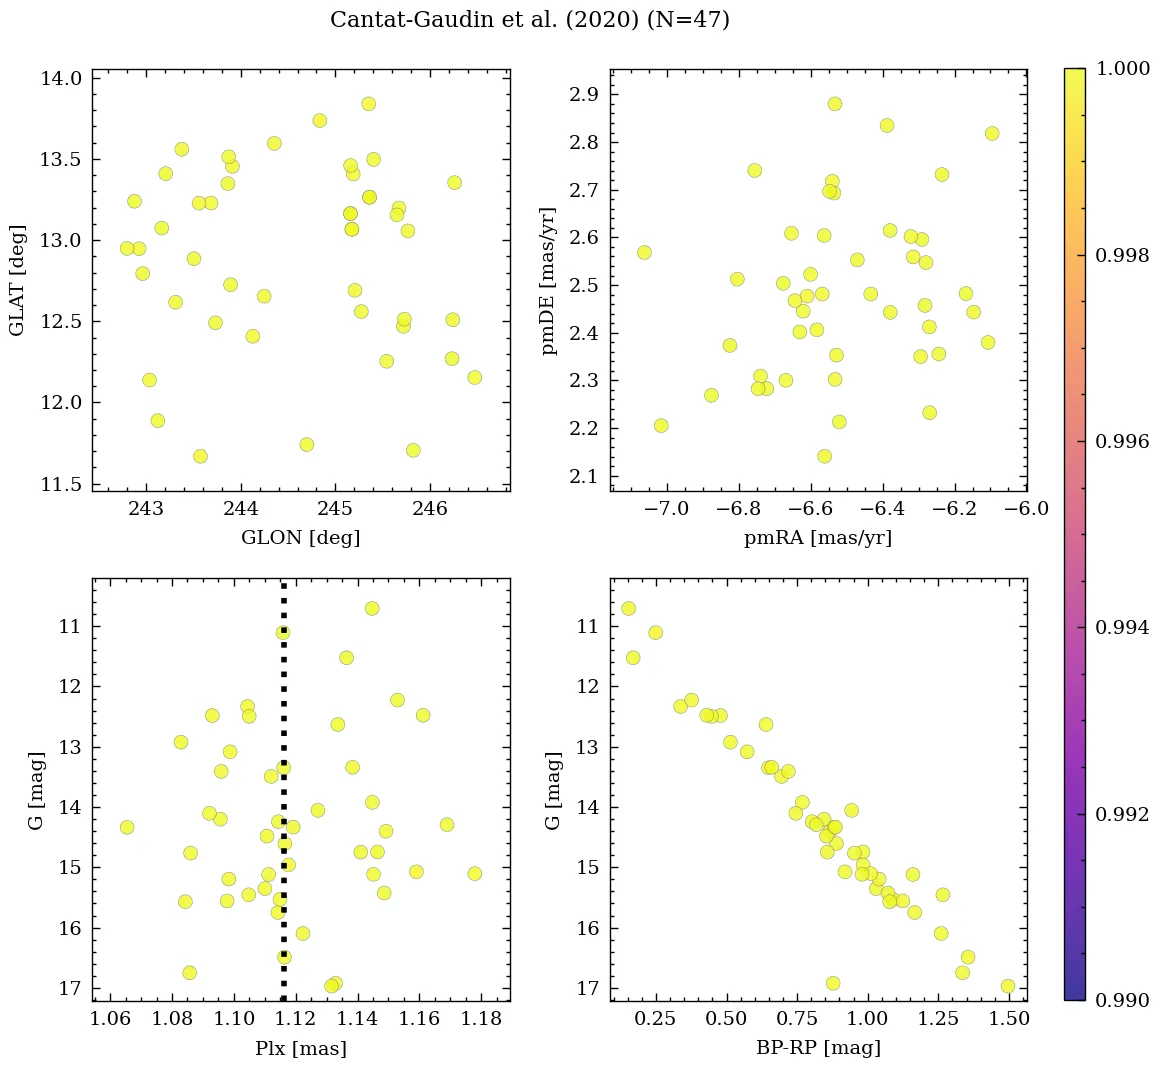 Cantat-Gaudin et al. (2020) (N=47)
14.0
13.5
13.0
12.5
12.0
11.5
GLAT [deg]
243 244 245 246
GLON [deg]
2.9
2.8
2.7
2.6
2.5
2.4
2.3
2.2
2.1
pmDE [mas/yr]
−7.0 −6.8 −6.6 −6.4 −6.2 −6.0
pmRA [mas/yr]
11
12
13
14
15
16
17
G [mag]
1.06 1.08 1.10 1.12 1.14 1.16 1.18
Plx [mas]
11
12
13
14
15
16
17
G [mag]
0.25 0.50 0.75 1.00 1.25 1.50
BP-RP [mag]
1.000
0.998
0.996
0.994
0.992
0.990